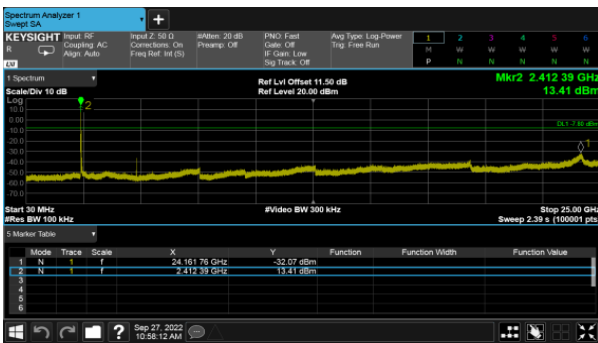 Spectrum Analyzer 1
Swept SA
KEYSIGHT Input: RF Input Z: 50 Ω #Atten: 20 dB PNO: Fast Avg Type: Log-Power 1 2 3 4 5 6
R Coupling: AC Corrections: On Preamp: Off Gate: Off Trig: Free Run M W W W W W
Align: Auto Freq Ref: Int (S) IF Gain: Low
LXI Sig Track: Off P N N N N N
1 Spectrum Ref Lvl Offset 11.50 dB Mkr2 2.412 39 GHz
Scale/Div 10 dB Ref Level 20.00 dBm 13.41 dBm
Log
10.0 2
0.00
-10.0 DL1 -7.80 dBm
-20.0
-30.0 1
-40.0
-50.0
-60.0
-70.0
Start 30 MHz #Video BW 300 kHz Stop 25.00 GHz
#Res BW 100 kHz Sweep 2.39 s (100001 pts)
5 Marker Table
Mode Trace Scale X Y Function Function Width Function Value
1 N 1 f 24.161 76 GHz -32.07 dBm
2 N 1 f 2.412 39 GHz 13.41 dBm
3
4
5
6
? Sep 27, 2022
10:58:12 AM